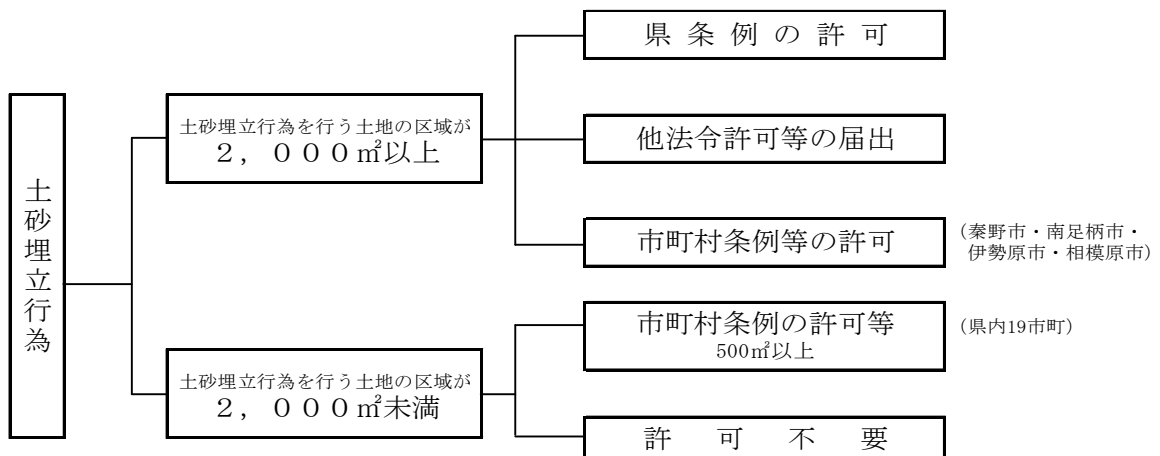 土砂埋立行為
土砂埋立行為を行う土地の区域が
２，０００㎡以上
県条例の許可
他法令許可等の届出
市町村条例等の許可
（秦野市・南足柄市・
伊勢原市・相模原市）
土砂埋立行為を行う土地の区域が
２，０００㎡未満
市町村条例の許可等
500㎡以上
（県内19市町）
許可不要